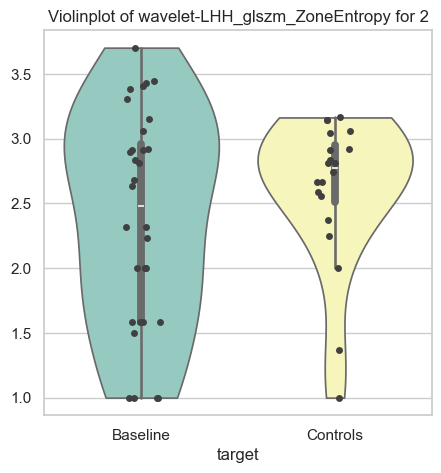 Violinplot of wavelet-LHH_glszm_ZoneEntropy for 2
3.5
3.0
2.5
2.0
1.5
1.0
Baseline Controls
target